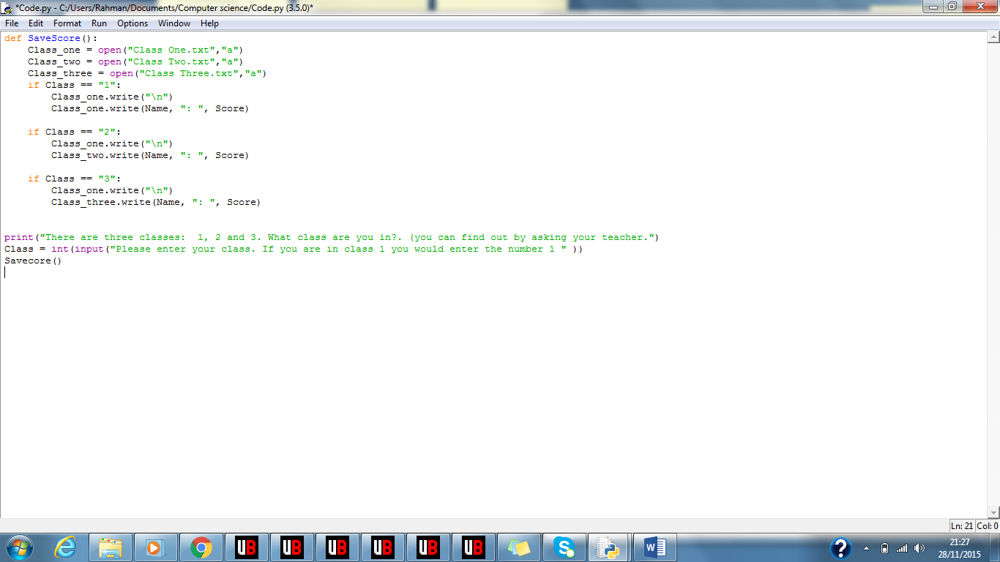 *Code.py - C:/Users/Rahman/Documents/Computer science/Code.py (3.5.0)*
File Edit Format Run Options Window Help
def SaveScore():
    Class_one = open("Class One.txt","a")
    Class_two = open("Class Two.txt","a")
    Class_three = open("Class Three.txt","a")
    if Class == "1":
        Class_one.write("\n")
        Class_one.write(Name, ": ", Score)
    if Class == "2":
        Class_one.write("\n")
        Class_two.write(Name, ": ", Score)
    if Class == "3":
        Class_one.write("\n")
        Class_three.write(Name, ": ", Score)
print("There are three classes:  1, 2 and 3. What class are you in?. (you can find out by asking your teacher.")
Class = int(input("Please enter your class. If you are in class 1 you would enter the number 1 " ))
Savecore()
Ln: 21 Col: 0
UB UB UB UB UB UB
21:27
28/11/2015